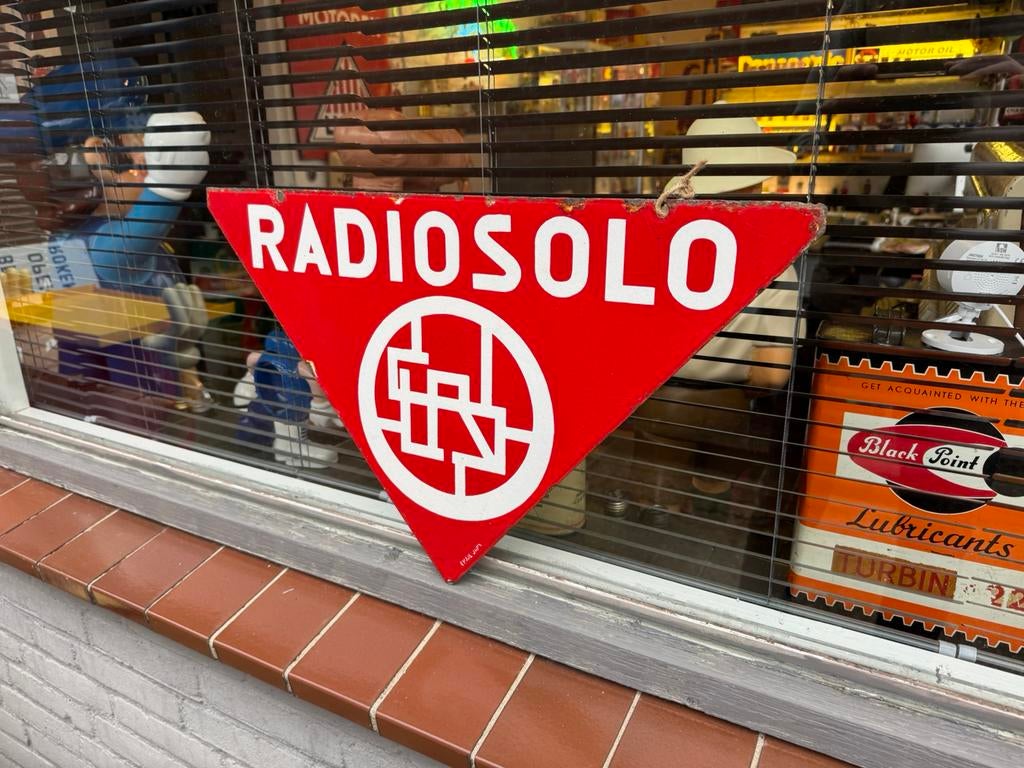 RADIOSOLO
MOTOR OIL
GET ACQUAINTED WITH THE
Black Point
Lubricants
TURBIN